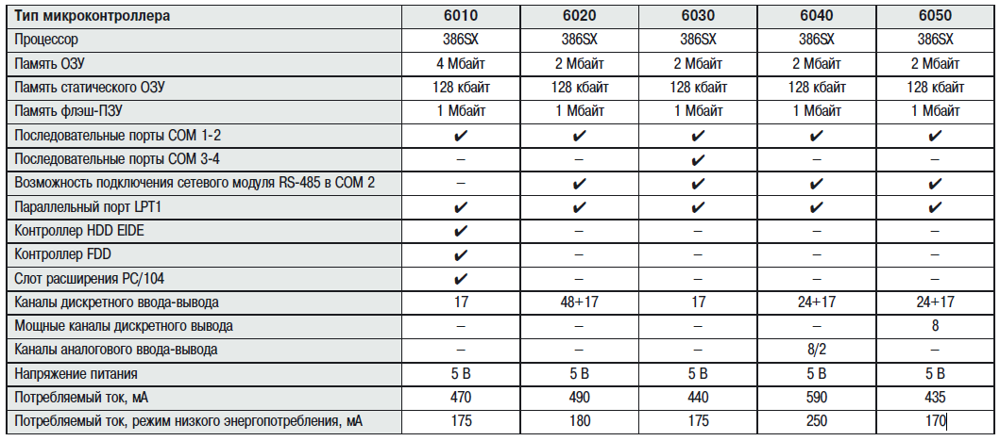 Тип микроконтроллера 6010 6020 6030 6040 6050
Процессор 386SX 386SX 386SX 386SX 386SX
Память ОЗУ 4 Мбайт 2 Мбайт 2 Мбайт 2 Мбайт 2 Мбайт
Память статического ОЗУ 128 кбайт 128 кбайт 128 кбайт 128 кбайт 128 кбайт
Память флэш-ПЗУ 1 Мбайт 1 Мбайт 1 Мбайт 1 Мбайт 1 Мбайт
Последовательные порты COM 1-2 ✔ ✔ ✔ ✔ ✔
Последовательные порты COM 3-4 – – ✔ – –
Возможность подключения сетевого модуля RS-485 в COM 2 – ✔ ✔ ✔ ✔
Параллельный порт LPT1 ✔ ✔ ✔ ✔ ✔
Контроллер HDD EIDE ✔ – – – –
Контроллер FDD ✔ – – – –
Слот расширения PC/104 ✔ – – – –
Каналы дискретного ввода-вывода 17 48+17 17 24+17 24+17
Мощные каналы дискретного вывода – – – – 8
Каналы аналогового ввода-вывода – – – 8/2 –
Напряжение питания 5 В 5 В 5 В 5 В 5 В
Потребляемый ток, мА 470 490 440 590 435
Потребляемый ток, режим низкого энергопотребления, мА 175 180 175 250 170